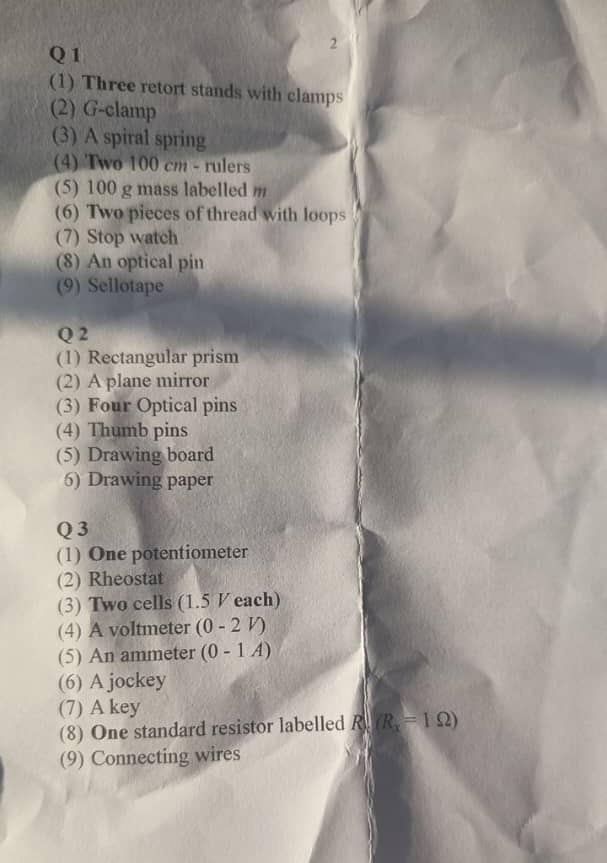 2
Q 1
(1) Three retort stands with clamps
(2) G-clamp
(3) A spiral spring
(4) Two 100 cm - rulers
(5) 100 g mass labelled m
(6) Two pieces of thread with loops
(7) Stop watch
(8) An optical pin
(9) Sellotape
Q 2
(1) Rectangular prism
(2) A plane mirror
(3) Four Optical pins
(4) Thumb pins
(5) Drawing board
6) Drawing paper
Q 3
(1) One potentiometer
(2) Rheostat
(3) Two cells (1.5 V each)
(4) A voltmeter (0 - 2 V)
(5) An ammeter (0 - 1 A)
(6) A jockey
(7) A key
(8) One standard resistor labelled Rₓ (Rₓ = 1 Ω)
(9) Connecting wires